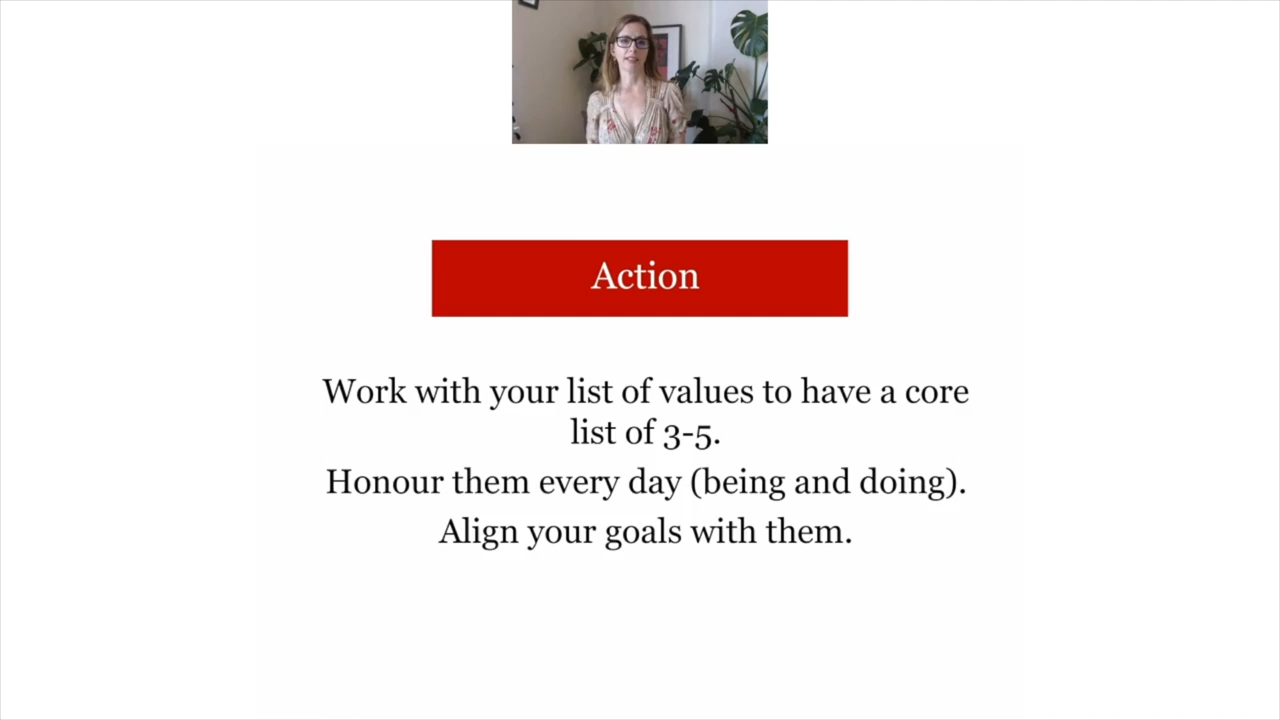 Action
Work with your list of values to have a core
list of 3-5.
Honour them every day (being and doing).
Align your goals with them.